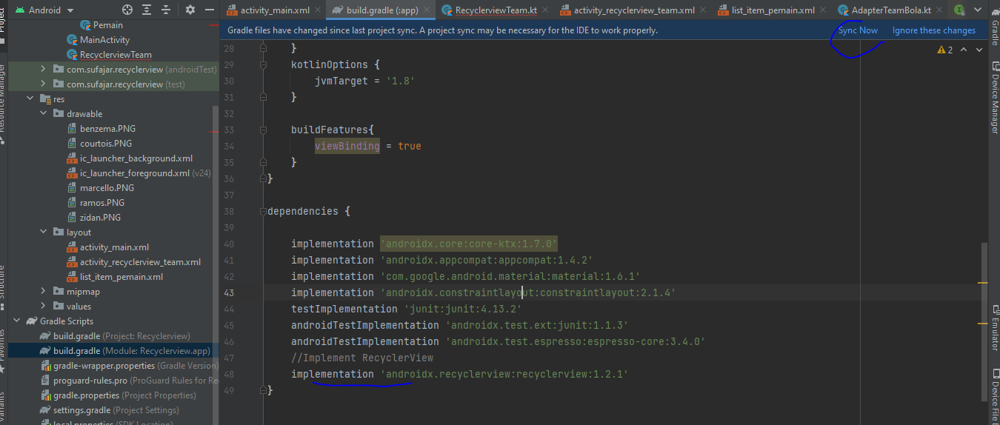 Android
activity_main.xml
build.gradle (:app)
RecyclerviewTeam.kt
activity_recyclerview_team.xml
list_item_pemain.xml
AdapterTeamBola.kt
Gradle files have changed since last project sync. A project sync may be necessary for the IDE to work properly.
Sync Now
Ignore these changes
Project
Resource Manager
Structure
Favorites
Variants
Pemain
MainActivity
RecyclerviewTeam
com.sufajar.recyclerview (androidTest)
com.sufajar.recyclerview (test)
res
drawable
benzema.PNG
courtois.PNG
ic_launcher_background.xml
ic_launcher_foreground.xml (v24)
marcello.PNG
ramos.PNG
zidan.PNG
layout
activity_main.xml
activity_recyclerview_team.xml
list_item_pemain.xml
mipmap
values
Gradle Scripts
build.gradle (Project: Recyclerview)
build.gradle (Module: Recyclerview.app)
gradle-wrapper.properties (Gradle Version)
proguard-rules.pro (ProGuard Rules for Re
gradle.properties (Project Properties)
settings.gradle (Project Settings)
local.properties (SDK Location)
2
28 }
29 kotlinOptions {
30 jvmTarget = '1.8'
31 }
32
33 buildFeatures{
34 viewBinding = true
35 }
36 }
37
38 dependencies {
39
40 implementation 'androidx.core:core-ktx:1.7.0'
41 implementation 'androidx.appcompat:appcompat:1.4.2'
42 implementation 'com.google.android.material:material:1.6.1'
43 implementation 'androidx.constraintlayout:constraintlayout:2.1.4'
44 testImplementation 'junit:junit:4.13.2'
45 androidTestImplementation 'androidx.test.ext:junit:1.1.3'
46 androidTestImplementation 'androidx.test.espresso:espresso-core:3.4.0'
47 //Implement RecyclerView
48 implementation 'androidx.recyclerview:recyclerview:1.2.1'
49 }
Gradle
Device Manager
Emulator
Device File